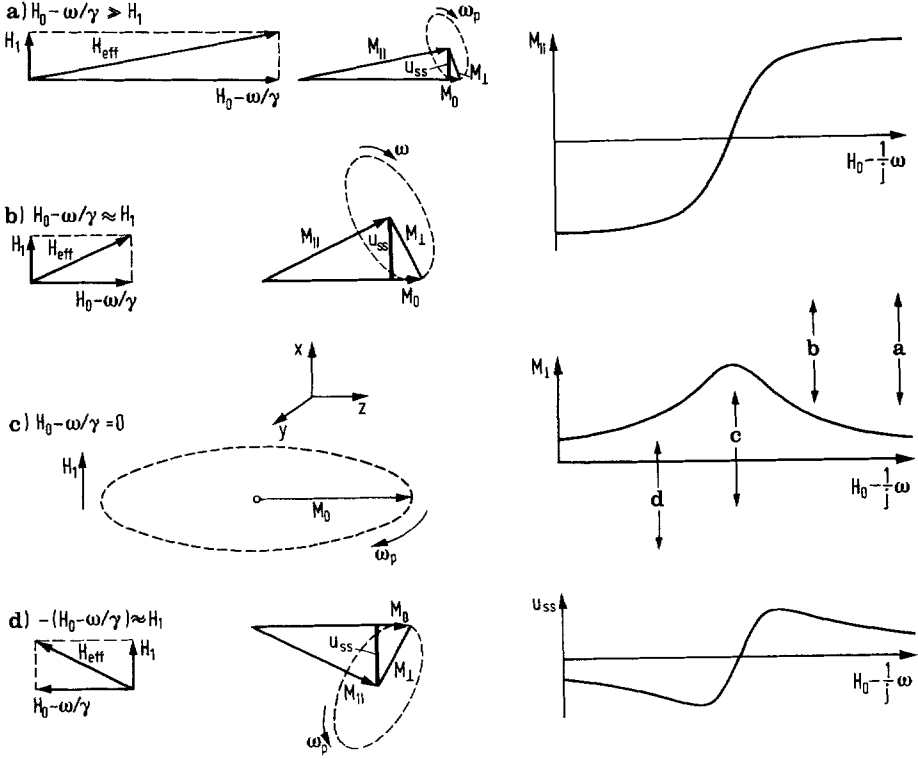 a) H₀-ω/γ ≫ H₁
H₁
Heff
H₀-ω/γ
ωₚ
M∥
uss
M⊥
M₀
M∥
H₀-1/γ ω
b) H₀-ω/γ ≈ H₁
H₁
Heff
H₀-ω/γ
ω
M∥
uss
M⊥
M₀
x
z
y
c) H₀-ω/γ = 0
H₁
M₀
ωₚ
M⊥
b
a
c
d
H₀-1/γ ω
d) -(H₀-ω/γ) ≈ H₁
Heff
H₁
H₀-ω/γ
M₀
uss
M⊥
M∥
ωₚ
uss
H₀-1/γ ω